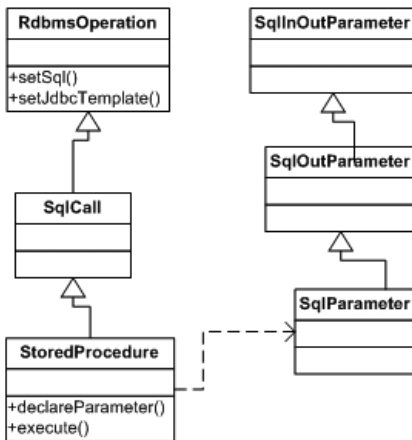 RdbmsOperation
+setSql()
+setJdbcTemplate()
SqlCall
StoredProcedure
+declareParameter()
+execute()
SqlInOutParameter
SqlOutParameter
SqlParameter